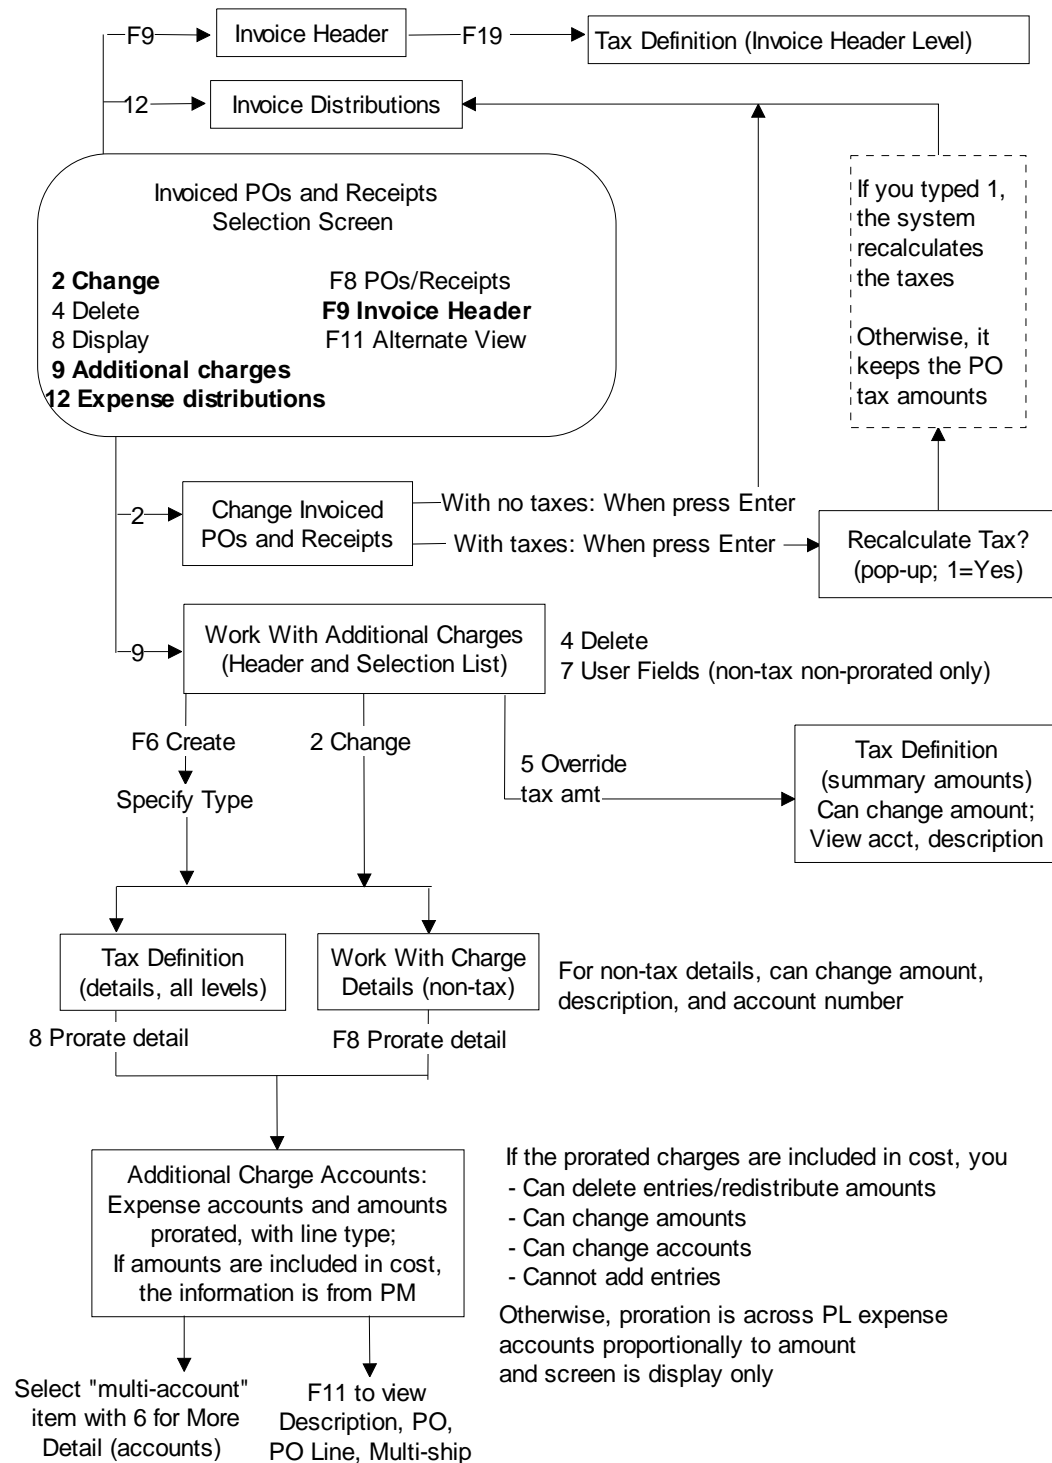 F9
Invoice Header
F19
Tax Definition (Invoice Header Level)
12
Invoice Distributions
Invoiced POs and Receipts
Selection Screen
2 Change
4 Delete
8 Display
9 Additional charges
12 Expense distributions
F8 POs/Receipts
F9 Invoice Header
F11 Alternate View
If you typed 1,
the system
recalculates
the taxes
Otherwise, it
keeps the PO
tax amounts
2
Change Invoiced
POs and Receipts
With no taxes: When press Enter
With taxes: When press Enter
Recalculate Tax?
(pop-up; 1=Yes)
9
Work With Additional Charges
(Header and Selection List)
4 Delete
7 User Fields (non-tax non-prorated only)
F6 Create
Specify Type
2 Change
5 Override
tax amt
Tax Definition
(summary amounts)
Can change amount;
View acct, description
Tax Definition
(details, all levels)
Work With Charge
Details (non-tax)
For non-tax details, can change amount,
description, and account number
8 Prorate detail
F8 Prorate detail
Additional Charge Accounts:
Expense accounts and amounts
prorated, with line type;
If amounts are included in cost,
the information is from PM
If the prorated charges are included in cost, you
- Can delete entries/redistribute amounts
- Can change amounts
- Can change accounts
- Cannot add entries
Otherwise, proration is across PL expense
accounts proportionally to amount
and screen is display only
Select "multi-account"
item with 6 for More
Detail (accounts)
F11 to view
Description, PO,
PO Line, Multi-ship